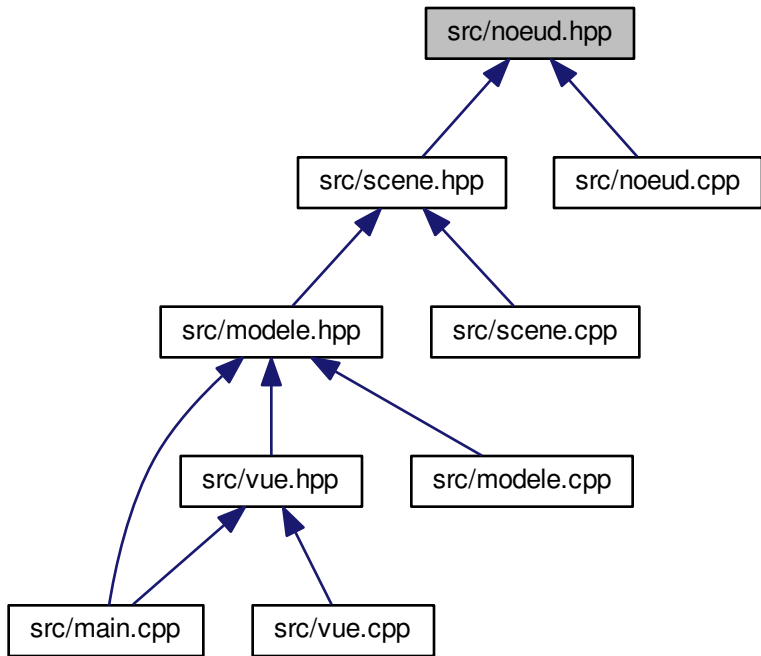 src/noeud.hpp
src/scene.hpp
src/noeud.cpp
src/modele.hpp
src/scene.cpp
src/vue.hpp
src/modele.cpp
src/main.cpp
src/vue.cpp